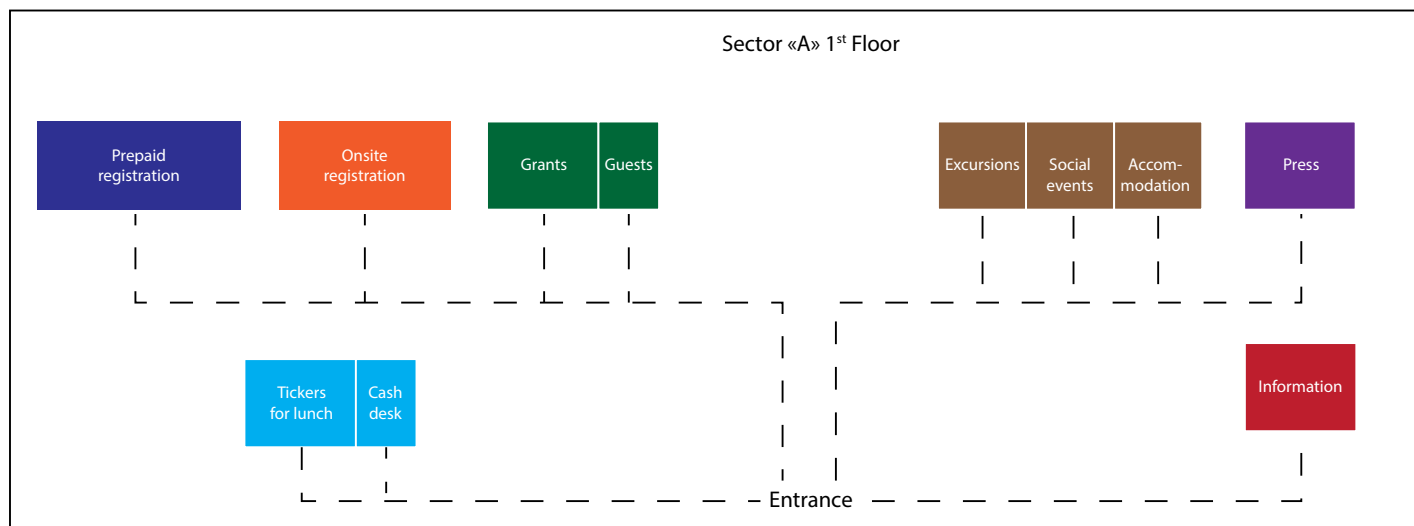 Sector «A» 1st Floor
Prepaid
registration
Onsite
registration
Grants
Guests
Excursions
Social
events
Accom-
modation
Press
Tickers
for lunch
Cash
desk
Information
Entrance